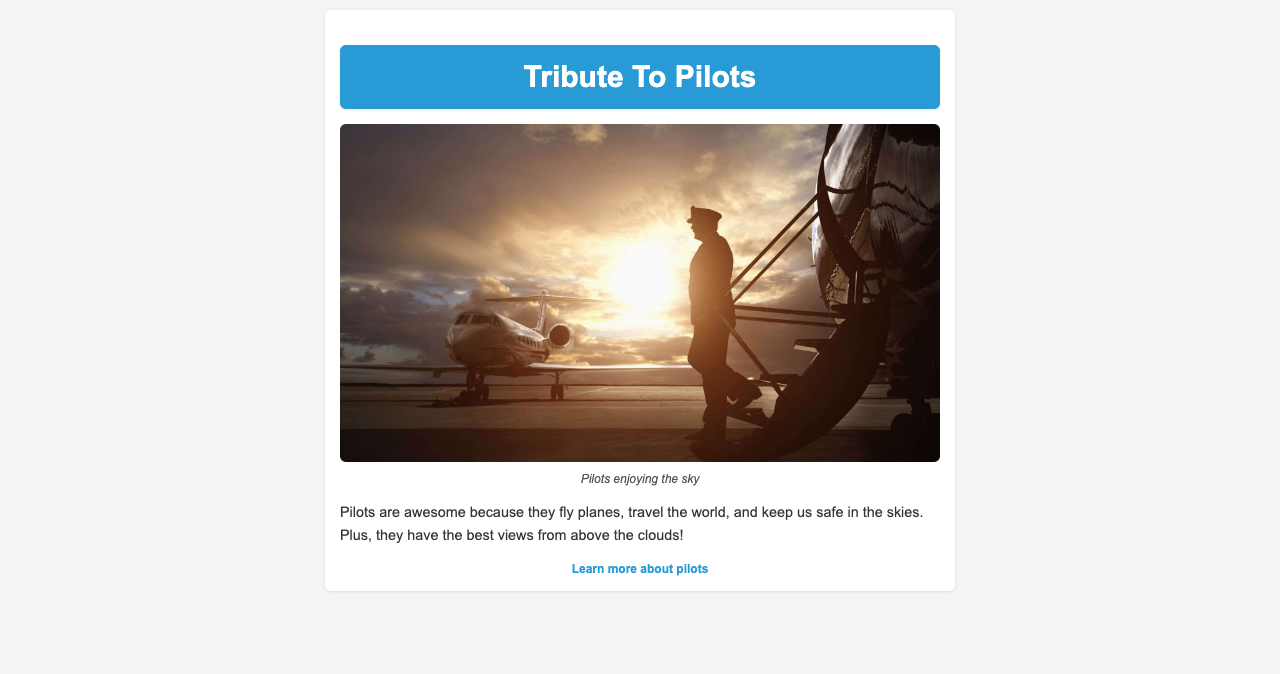 Tribute To Pilots
Pilots enjoying the sky
Pilots are awesome because they fly planes, travel the world, and keep us safe in the skies.
Plus, they have the best views from above the clouds!
Learn more about pilots